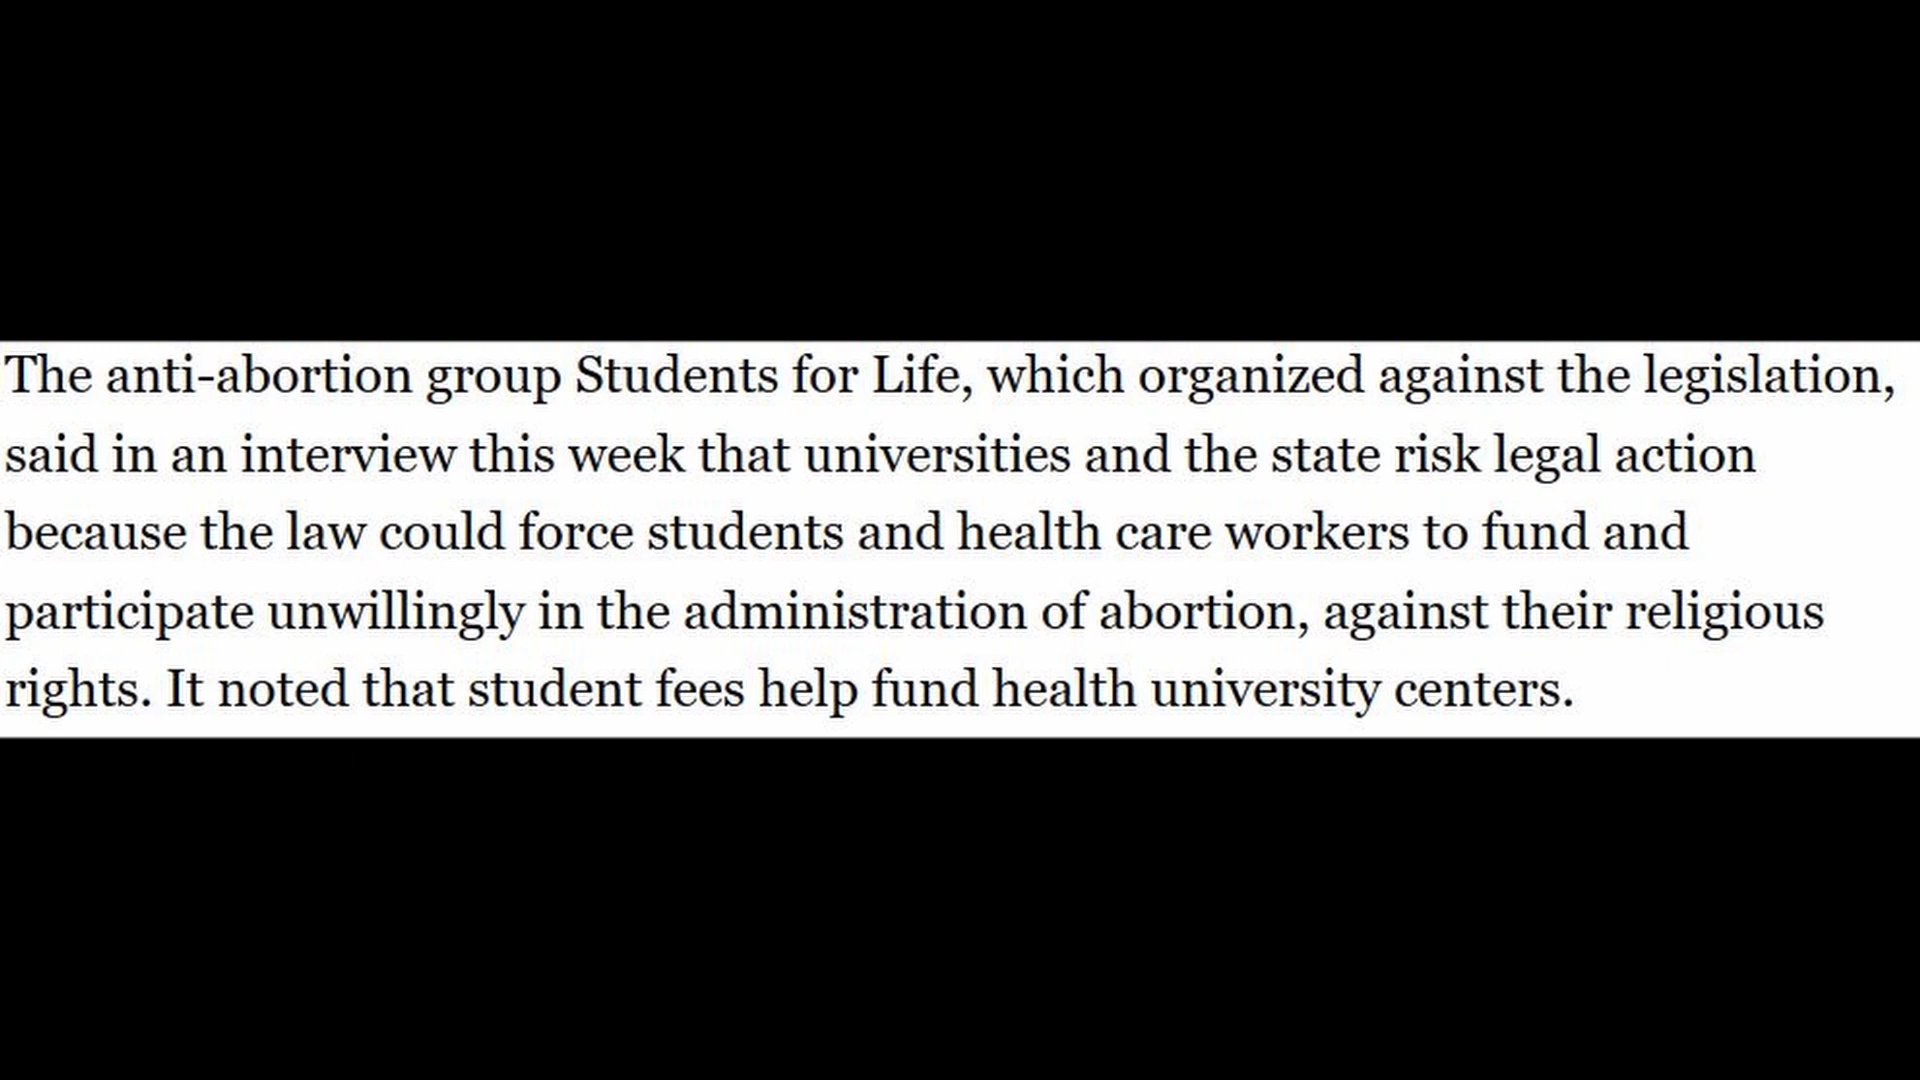 The anti-abortion group Students for Life, which organized against the legislation,
said in an interview this week that universities and the state risk legal action
because the law could force students and health care workers to fund and
participate unwillingly in the administration of abortion, against their religious
rights. It noted that student fees help fund health university centers.